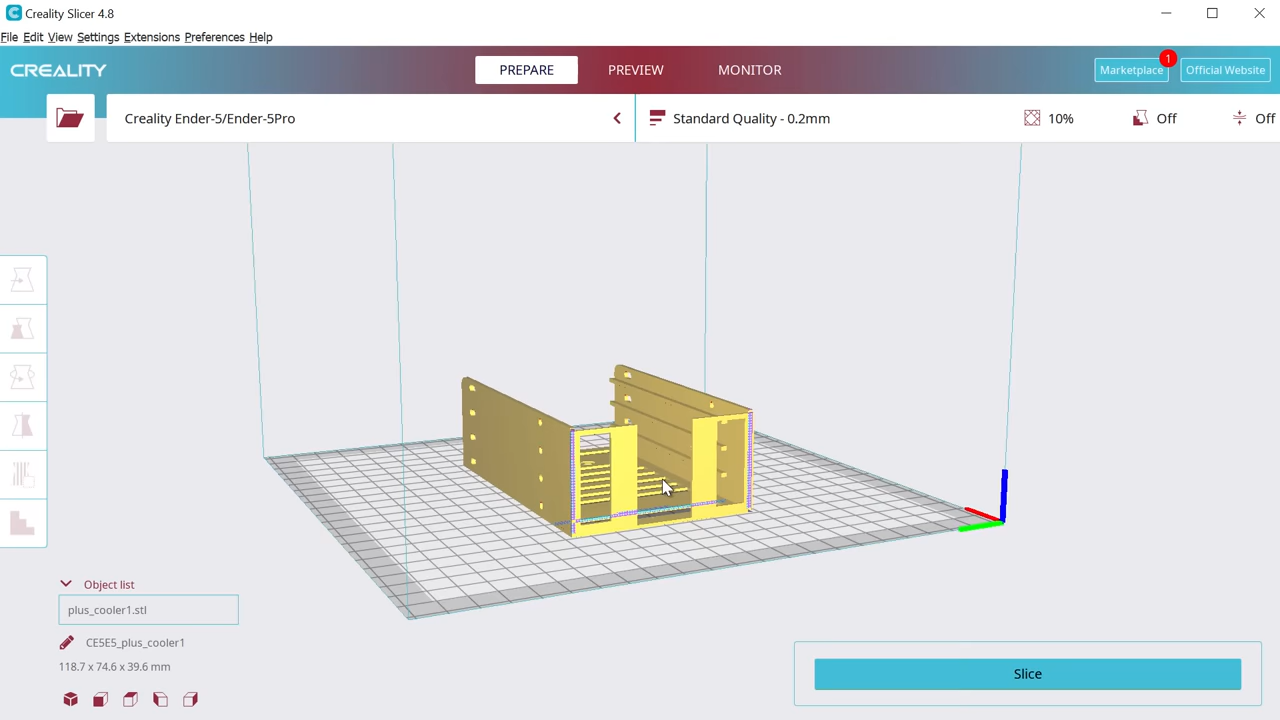 Creality Slicer 4.8
File Edit View Settings Extensions Preferences Help
CREALITY
PREPARE
PREVIEW
MONITOR
Marketplace
1
Official Website
Creality Ender-5/Ender-5Pro
Standard Quality - 0.2mm
10%
Off
Off
Object list
plus_cooler1.stl
CE5E5_plus_cooler1
118.7 x 74.6 x 39.6 mm
Slice